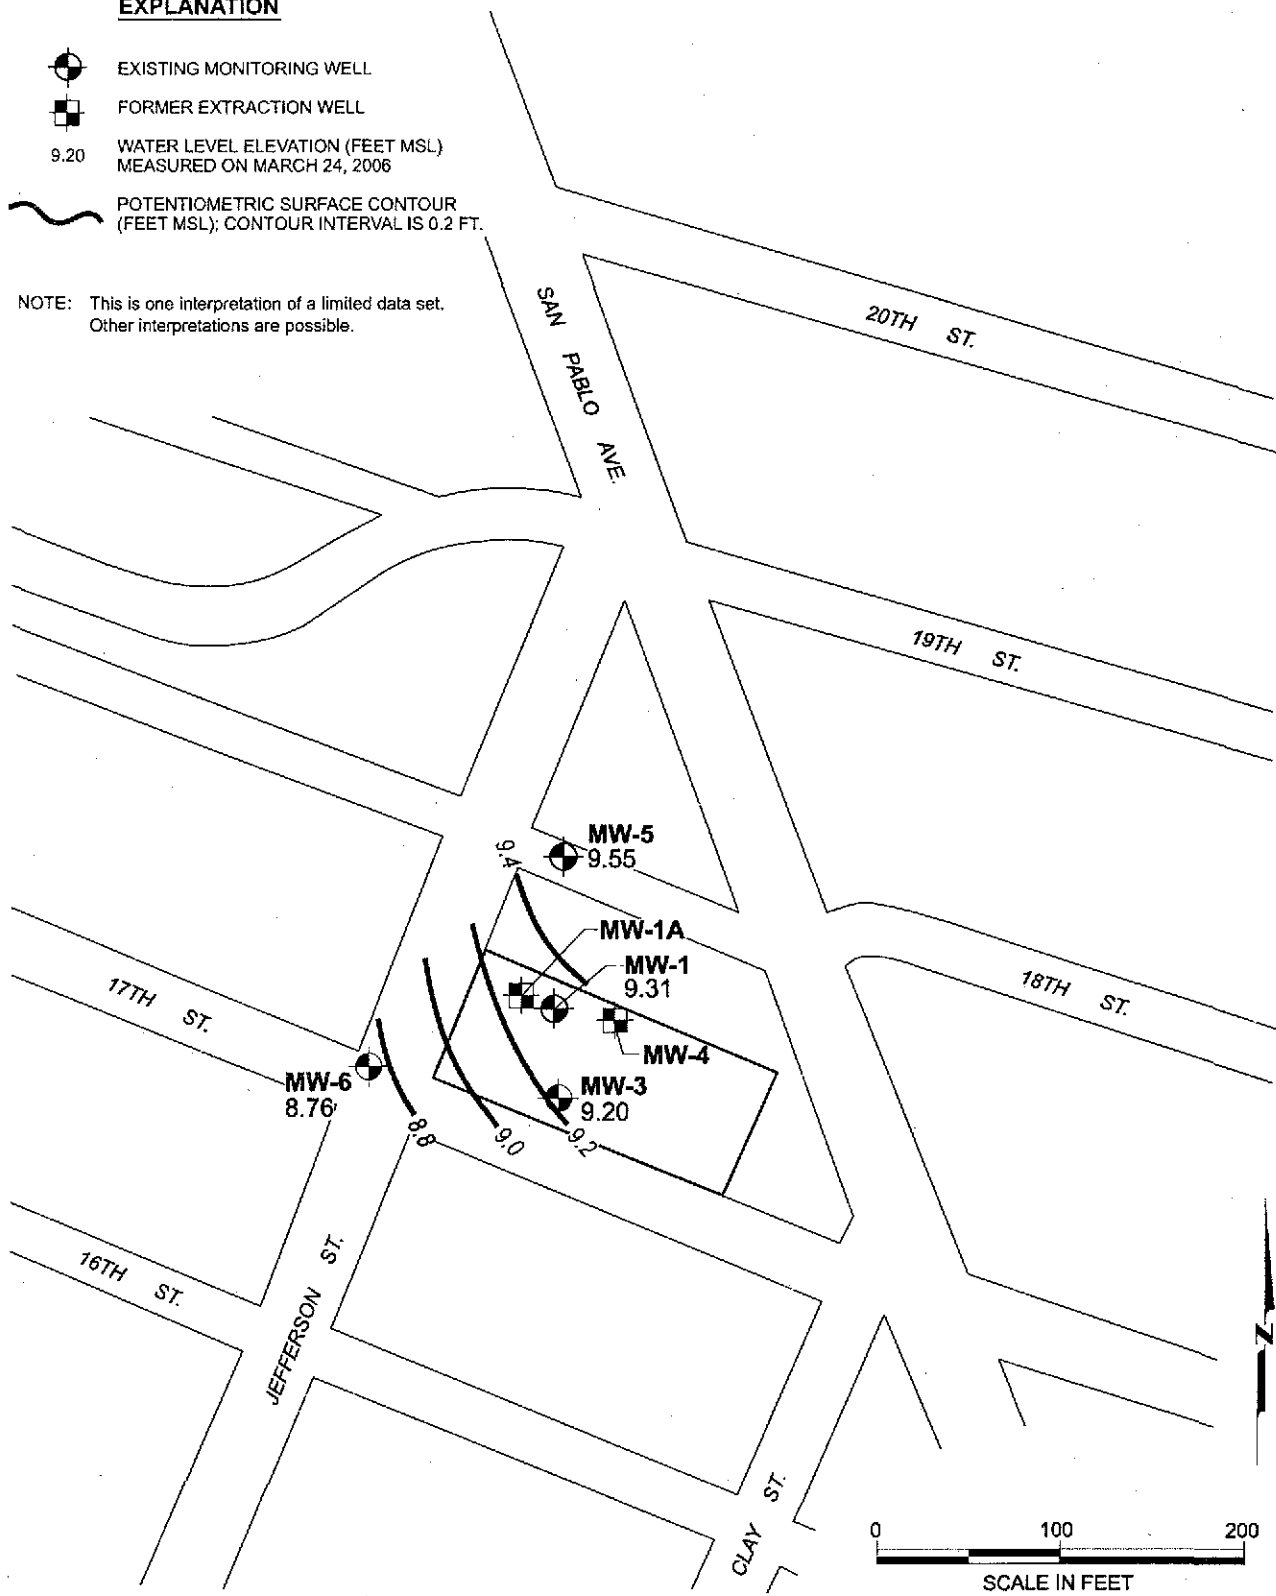 EXPLANATION
EXISTING MONITORING WELL
FORMER EXTRACTION WELL
9.20 WATER LEVEL ELEVATION (FEET MSL)
MEASURED ON MARCH 24, 2006
POTENTIOMETRIC SURFACE CONTOUR
(FEET MSL); CONTOUR INTERVAL IS 0.2 FT.
NOTE: This is one interpretation of a limited data set.
Other interpretations are possible.
SAN PABLO AVE.
20TH ST.
19TH ST.
MW-5
9.55
9.4
MW-1A
MW-1
9.31
18TH ST.
17TH ST.
MW-4
MW-6
8.76
MW-3
9.20
8.8
9.0
9.2
16TH ST.
JEFFERSON ST.
CLAY ST.
N
0 100 200
SCALE IN FEET